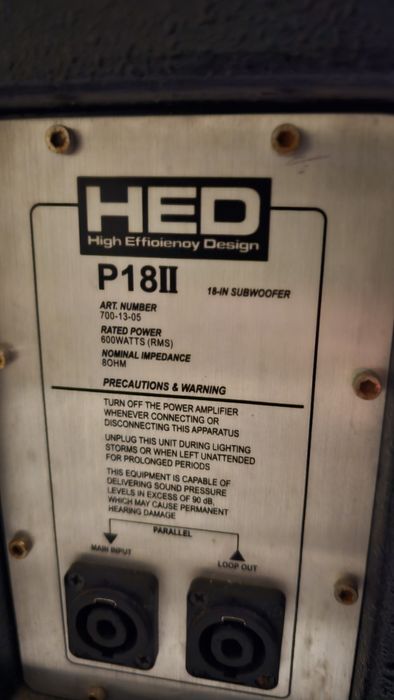 HED
High Effioienoy Design
P18II
18-IN SUBWOOFER
ART. NUMBER
700-13-05
RATED POWER
600WATTS (RMS)
NOMINAL IMPEDANCE
8OHM
PRECAUTIONS & WARNING
TURN OFF THE POWER AMPLIFIER
WHENEVER CONNECTING OR
DISCONNECTING THIS APPARATUS
UNPLUG THIS UNIT DURING LIGHTING
STORMS OR WHEN LEFT UNATTENDED
FOR PROLONGED PERIODS
THIS EQUIPMENT IS CAPABLE OF
DELIVERING SOUND PRESSURE
LEVELS IN EXCESS OF 90 dB,
WHICH MAY CAUSE PERMANENT
HEARING DAMAGE
PARALLEL
MAIN INPUT
LOOP OUT